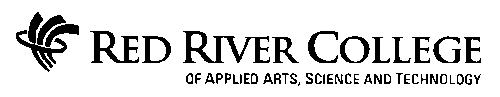 RED RIVER COLLEGE
OF APPLIED ARTS, SCIENCE AND TECHNOLOGY